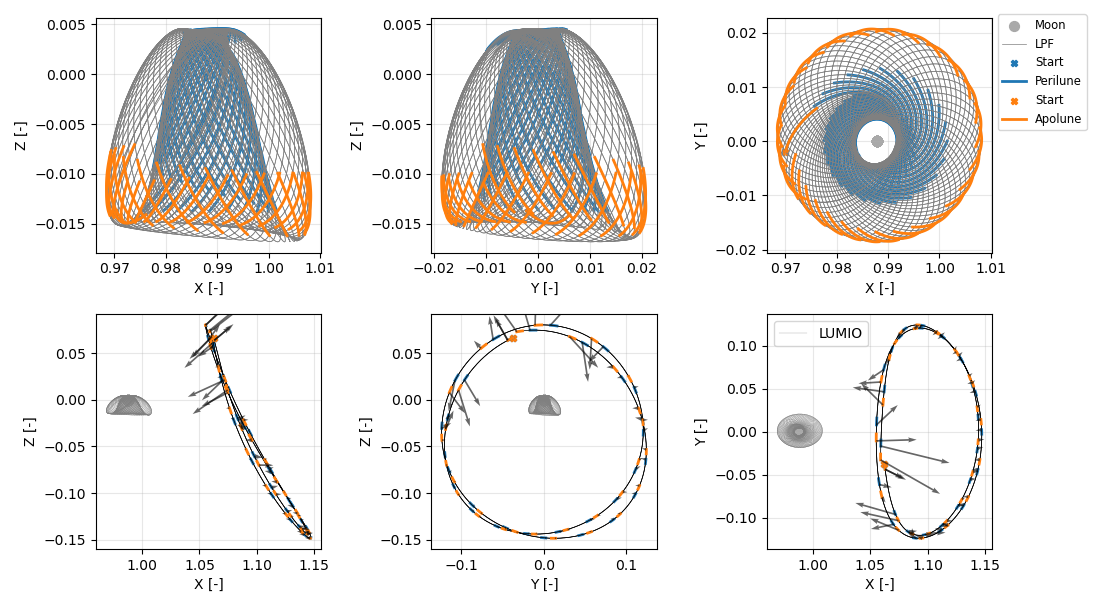 0.005
0.000
−0.005
−0.010
−0.015
Z [-]
0.97
0.98
0.99
1.00
1.01
X [-]
0.005
0.000
−0.005
−0.010
−0.015
Z [-]
−0.02
−0.01
0.00
0.01
0.02
Y [-]
0.02
0.01
0.00
−0.01
−0.02
Y [-]
0.97
0.98
0.99
1.00
1.01
X [-]
Moon
LPF
Start
Perilune
Start
Apolune
0.05
0.00
−0.05
−0.10
−0.15
Z [-]
1.00
1.05
1.10
1.15
X [-]
0.05
0.00
−0.05
−0.10
−0.15
Z [-]
−0.1
0.0
0.1
Y [-]
LUMIO
0.10
0.05
0.00
−0.05
−0.10
Y [-]
1.00
1.05
1.10
1.15
X [-]